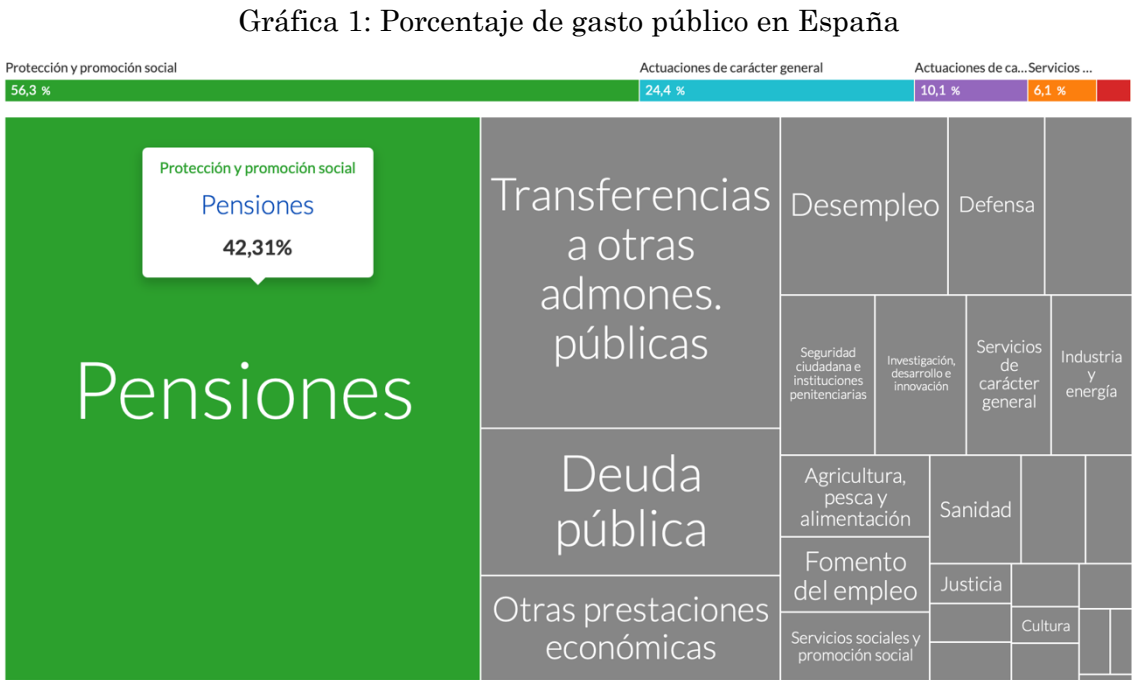 Gráfica 1: Porcentaje de gasto público en España
Protección y promoción social
Actuaciones de carácter general
Actuaciones de ca...
Servicios ...
56,3 %
24,4 %
10,1 %
6,1 %
Protección y promoción social
Pensiones
42,31%
Pensiones
Transferencias
a otras
admones.
públicas
Deuda
pública
Otras prestaciones
económicas
Desempleo
Defensa
Seguridad
ciudadana e
instituciones
penitenciarias
Investigación,
desarrollo e
innovación
Servicios
de
carácter
general
Industria
y
energía
Agricultura,
pesca y
alimentación
Sanidad
Fomento
del empleo
Justicia
Servicios sociales y
promoción social
Cultura